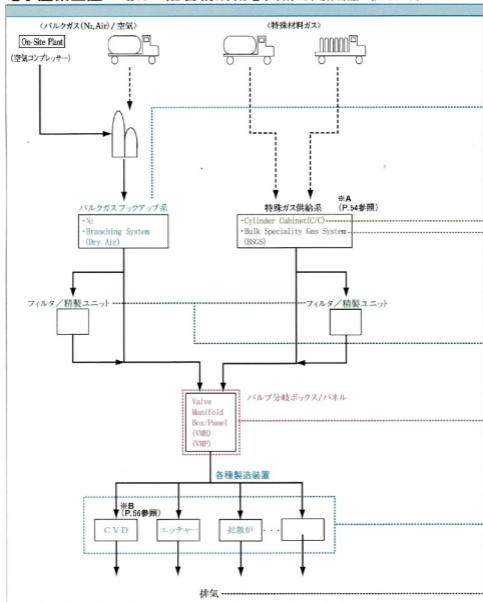 〈バルクガス(N₂,Air)/空気〉
〈特殊材料ガス〉
On-Site Plant
(空気コンプレッサー)
バルクガスフックアップ系
・N₂
・Branching System
(Dry Air)
特殊ガス供給系
※A
(P.54参照)
・Cylinder Cabinet(C/C)
・Bulk Speciality Gas System
(BSGS)
フィルタ/精製ユニット
フィルタ/精製ユニット
Valve
Manifold
Box/Panel
(VMB)
(VMP)
バルブ分岐ボックス/パネル
各種製造装置
※B
(P.56参照)
CVD
エッチャー
拡散炉
・・・
排気